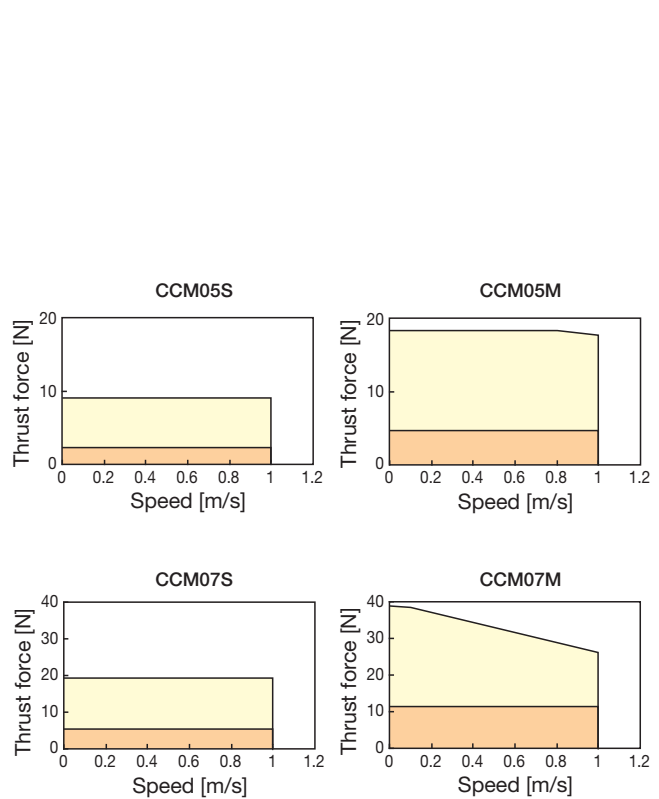 CCM05S
Thrust force [N]
20
10
0
0 0.2 0.4 0.6 0.8 1 1.2
Speed [m/s]
CCM05M
Thrust force [N]
20
10
0
0 0.2 0.4 0.6 0.8 1 1.2
Speed [m/s]
CCM07S
Thrust force [N]
40
30
20
10
0
0 0.2 0.4 0.6 0.8 1 1.2
Speed [m/s]
CCM07M
Thrust force [N]
40
30
20
10
0
0 0.2 0.4 0.6 0.8 1 1.2
Speed [m/s]